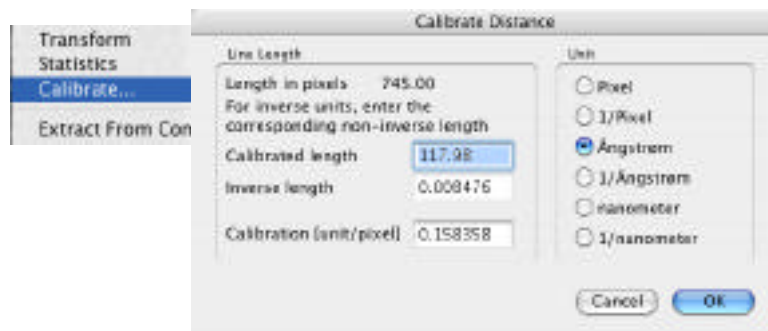 Transform
Statistics
Calibrate...
Extract From Con
Calibrate Distance
Line Length
Length in pixels 745.00
For inverse units, enter the
corresponding non-inverse length
Calibrated length 117.98
Inverse length 0.008476
Calibration (unit/pixel) 0.158358
Unit
Pixel
1/Pixel
Ångstrøm
1/Ångstrøm
nanometer
1/nanometer
Cancel OK